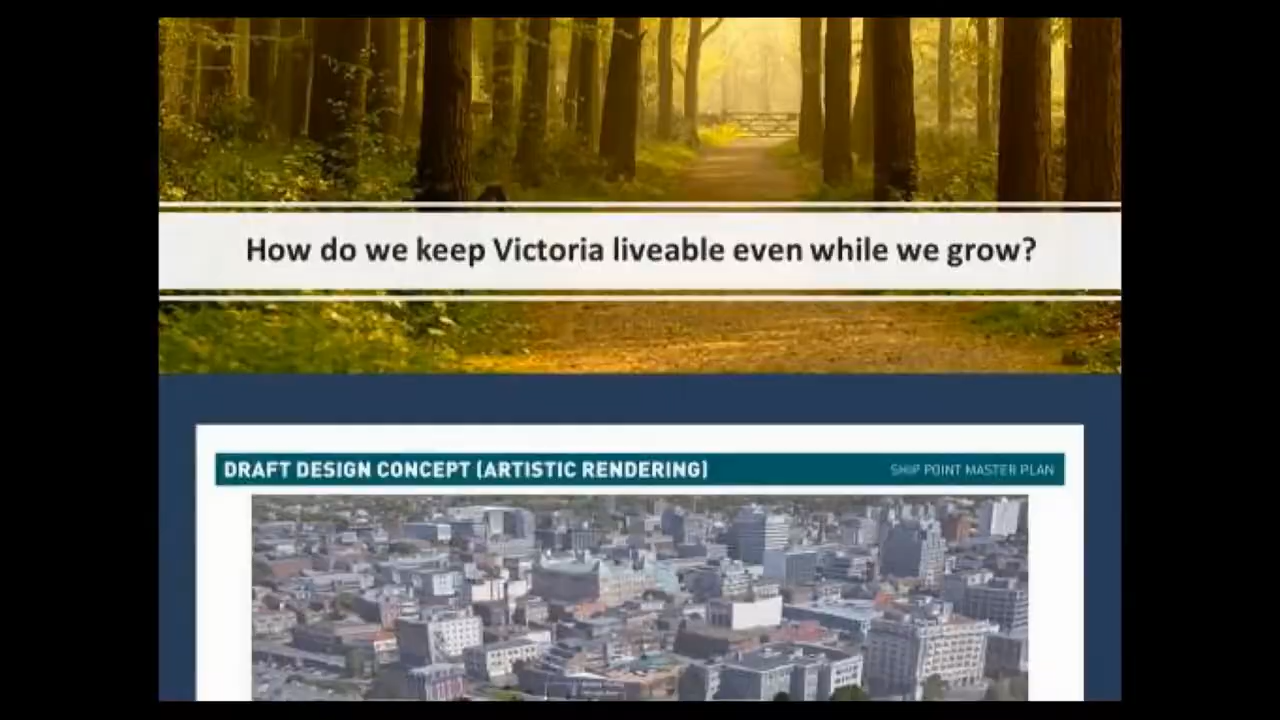 How do we keep Victoria liveable even while we grow?
DRAFT DESIGN CONCEPT (ARTISTIC RENDERING)
SHIP POINT MASTER PLAN